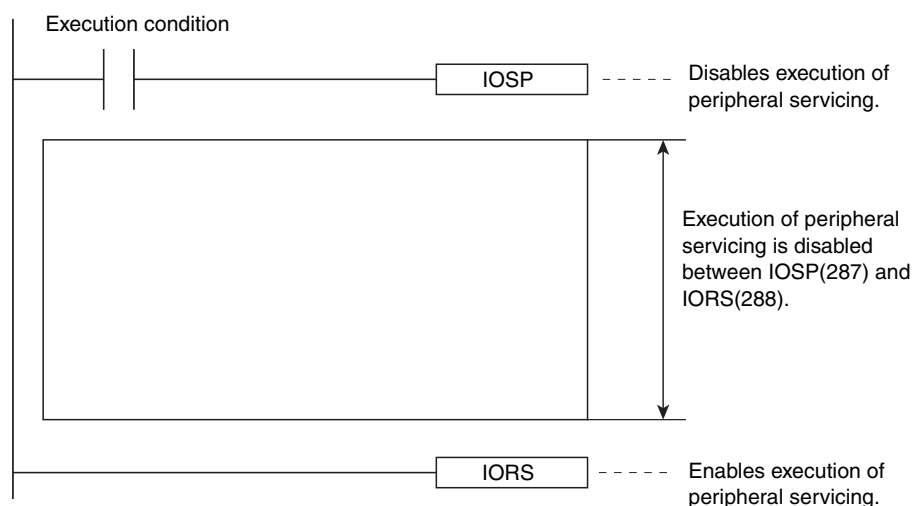 Execution condition
IOSP
Disables execution of
peripheral servicing.
Execution of peripheral
servicing is disabled
between IOSP(287) and
IORS(288).
IORS
Enables execution of
peripheral servicing.